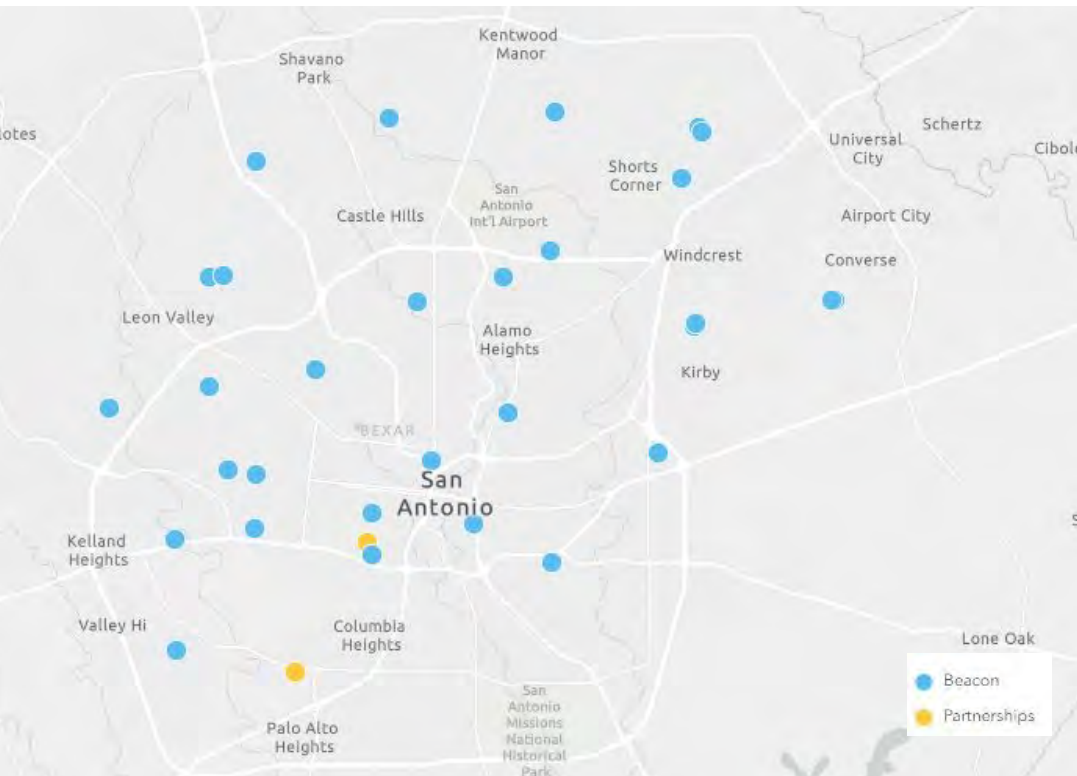 Kentwood
Manor
Shavano
Park
Schertz
Universal
City
lotes
Shorts
Corner
San
Antonio
Int'l Airport
Castle Hills
Airport City
Windcrest
Converse
Leon Valley
Alamo
Heights
Kirby
BEXAR
San
Antonio
Kelland
Heights
Valley Hi
Columbia
Heights
Lone Oak
Beacon
Partnerships
San
Antonio
Missions
National
Historical
Park
Palo Alto
Heights